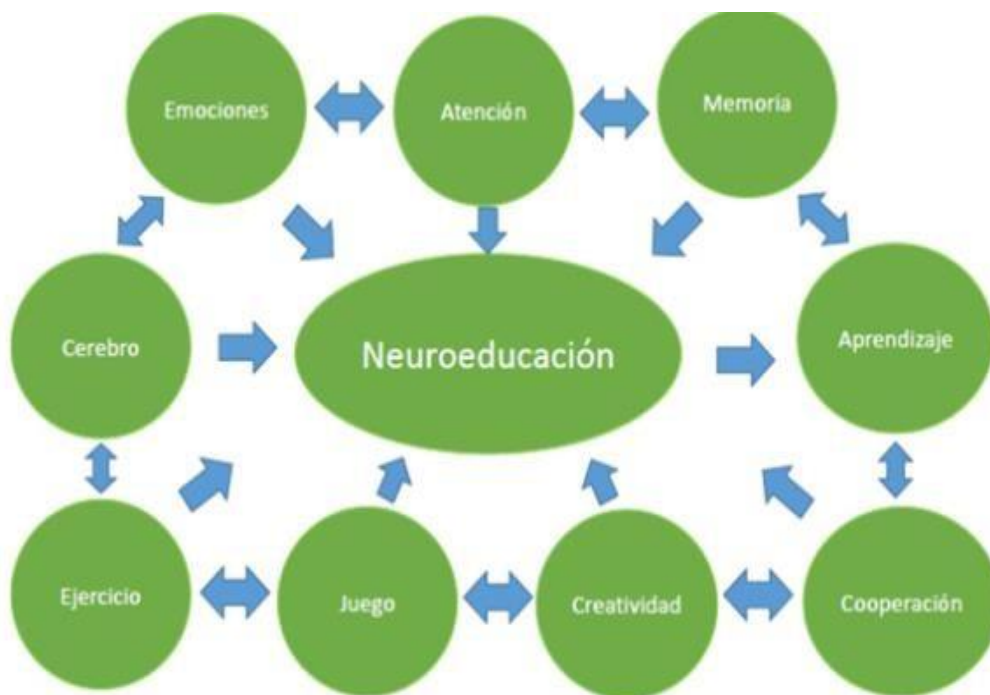 Emociones
Atención
Memoria
Cerebro
Neuroeducación
Aprendizaje
Ejercicio
Juego
Creatividad
Cooperación